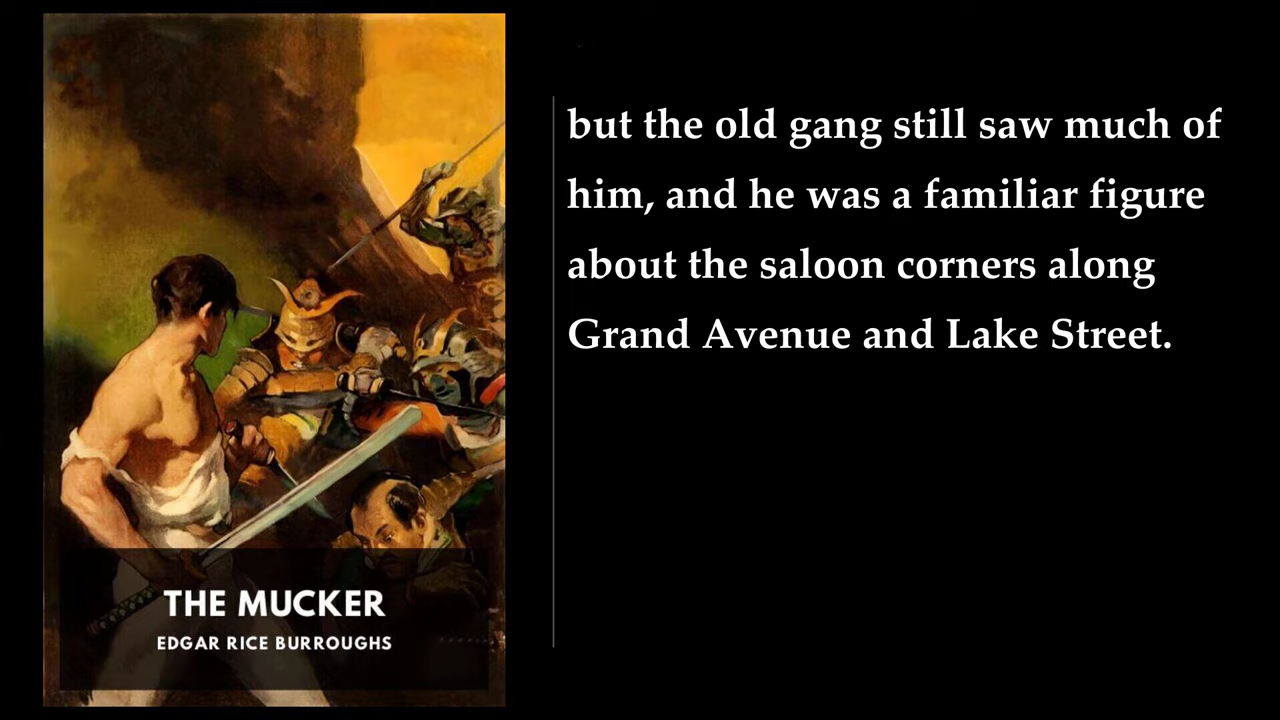 but the old gang still saw much of
him, and he was a familiar figure
about the saloon corners along
Grand Avenue and Lake Street.
THE MUCKER
EDGAR RICE BURROUGHS